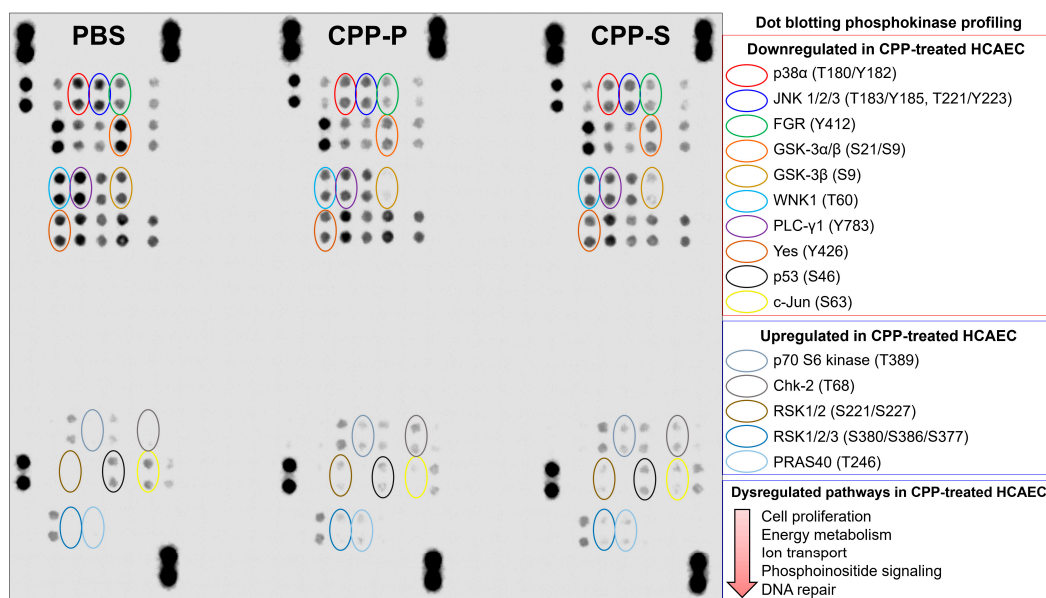 PBS
CPP-P
CPP-S
Dot blotting phosphokinase profiling
Downregulated in CPP-treated HCAEC
p38α (T180/Y182)
JNK 1/2/3 (T183/Y185, T221/Y223)
FGR (Y412)
GSK-3α/β (S21/S9)
GSK-3β (S9)
WNK1 (T60)
PLC-γ1 (Y783)
Yes (Y426)
p53 (S46)
c-Jun (S63)
Upregulated in CPP-treated HCAEC
p70 S6 kinase (T389)
Chk-2 (T68)
RSK1/2 (S221/S227)
RSK1/2/3 (S380/S386/S377)
PRAS40 (T246)
Dysregulated pathways in CPP-treated HCAEC
Cell proliferation
Energy metabolism
Ion transport
Phosphoinositide signaling
DNA repair